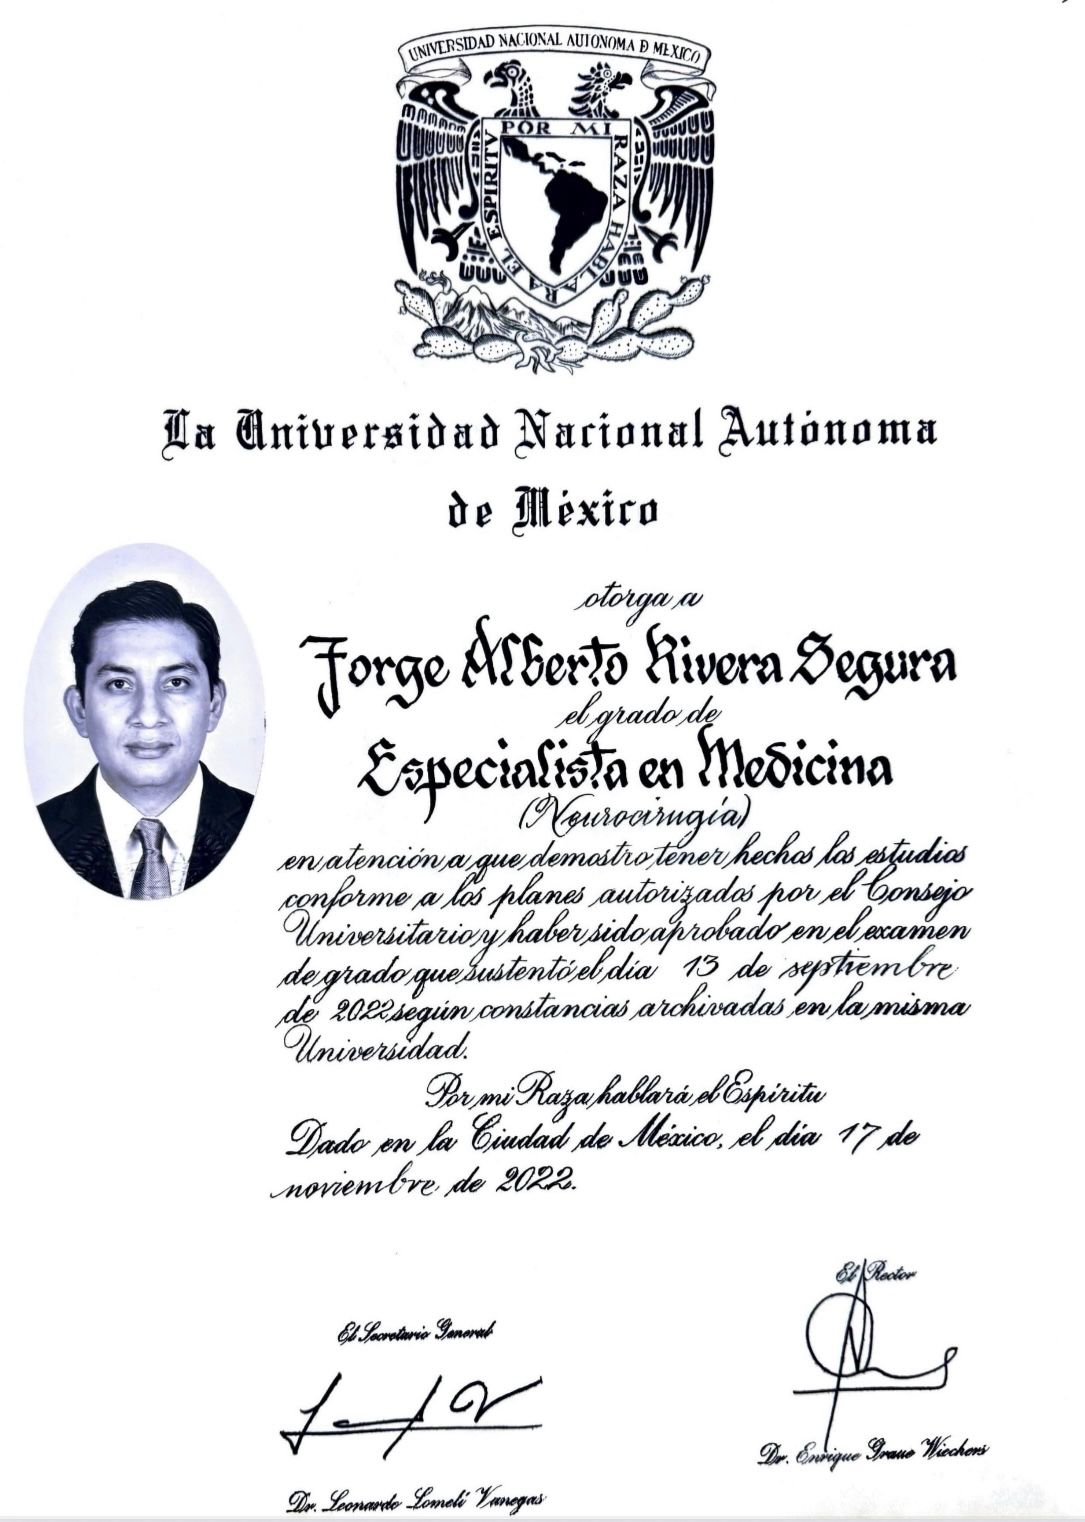 UNIVERSIDAD NACIONAL AUTONOMA D MEXICO
POR MI RAZA HABLARA EL ESPIRITV
La Universidad Nacional Autónoma
de México
otorga a
Jorge Alberto Rivera Segura
el grado de
Especialista en Medicina
(Neurocirugía)
en atención a que demostro tener hechos los estudios
conforme a los planes autorizados por el Consejo
Universitario y haber sido aprobado en el examen
de grado que sustentó el día 13 de septiembre
de 2022 según constancias archivadas en la misma
Universidad.
Por mi Raza hablará el Espíritu
Dado en la Ciudad de México, el día 17 de
noviembre de 2022.
El Rector
El Secretario General
Dr. Enrique Graue Wiechers
Dr. Leonardo Lomelí Vanegas